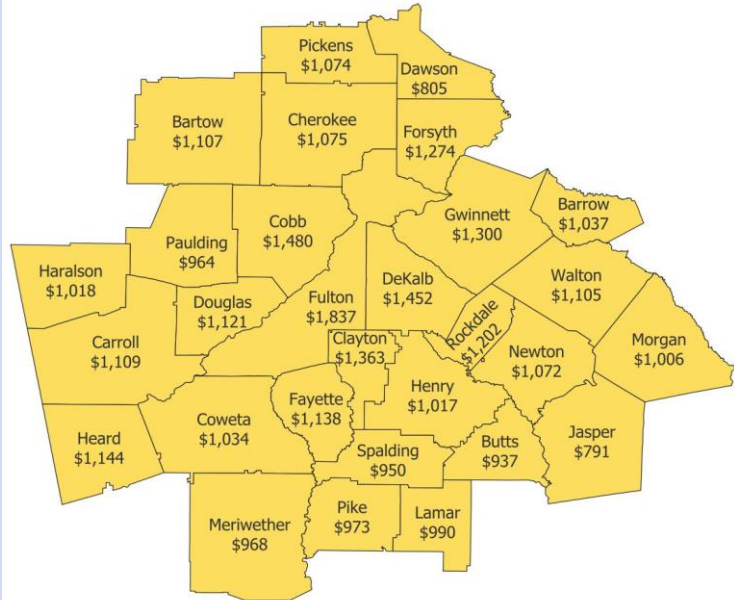 Pickens
$1,074
Dawson
$805
Bartow
$1,107
Cherokee
$1,075
Forsyth
$1,274
Gwinnett
$1,300
Barrow
$1,037
Cobb
$1,480
Paulding
$964
Haralson
$1,018
Douglas
$1,121
Fulton
$1,837
DeKalb
$1,452
Walton
$1,105
Rockdale
$1,202
Carroll
$1,109
Clayton
$1,363
Newton
$1,072
Morgan
$1,006
Henry
$1,017
Fayette
$1,138
Coweta
$1,034
Heard
$1,144
Spalding
$950
Butts
$937
Jasper
$791
Meriwether
$968
Pike
$973
Lamar
$990